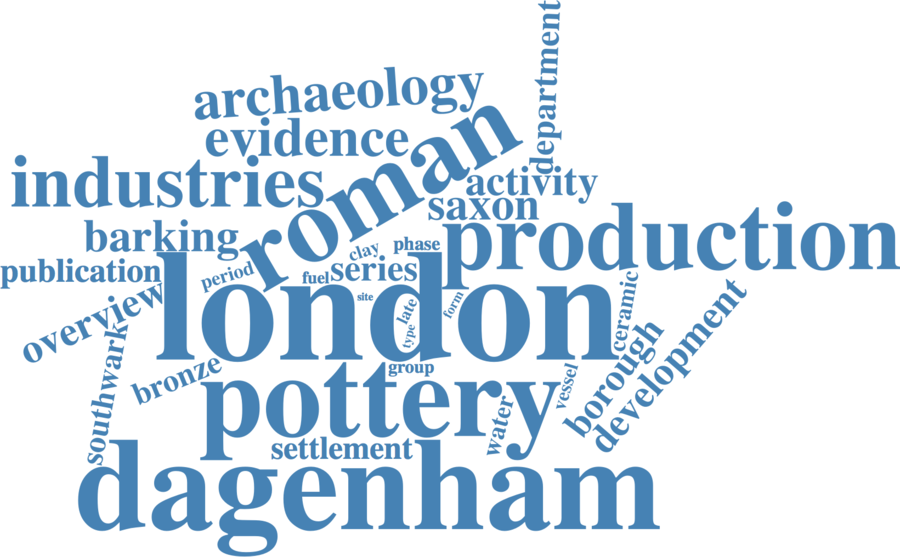 department
archaeology
evidence
roman
industries
activity
saxon
production
barking
phase
clay
publication
period
fuel
series
site
london
late
type
form
ceramic
overview
southwark
bronze
group
development
borough
vessel
pottery
water
settlement
dagenham